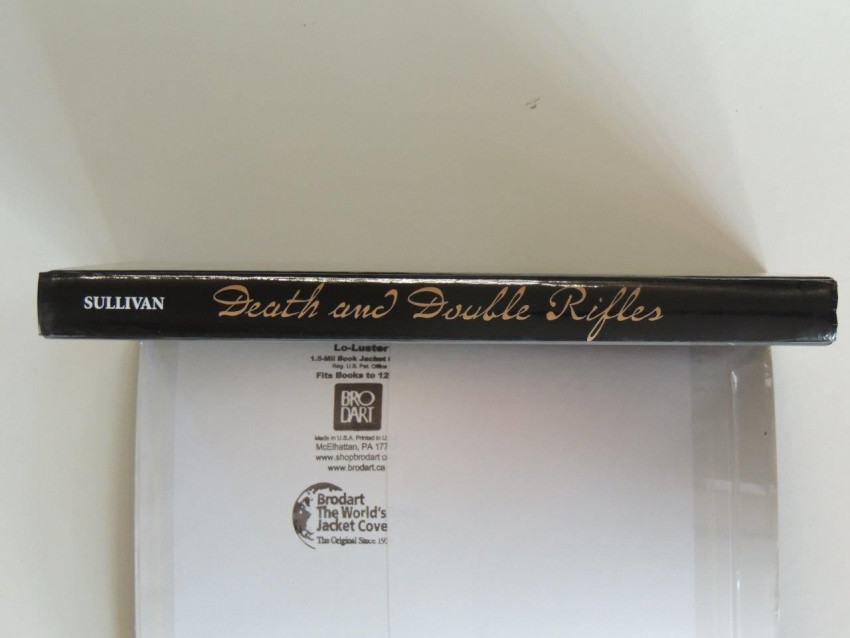 SULLIVAN Death and Double Rifles
Lo-Luster
1.5-Mil Book Jacket
Reg. U.S. Pat. Office
Fits Books to 12
BRO
DART
Made in U.S.A. Printed in U
McElhattan, PA 177
www.shopbrodart.c
www.brodart.ca
Brodart
The World's
Jacket Cove
The Original Since 193